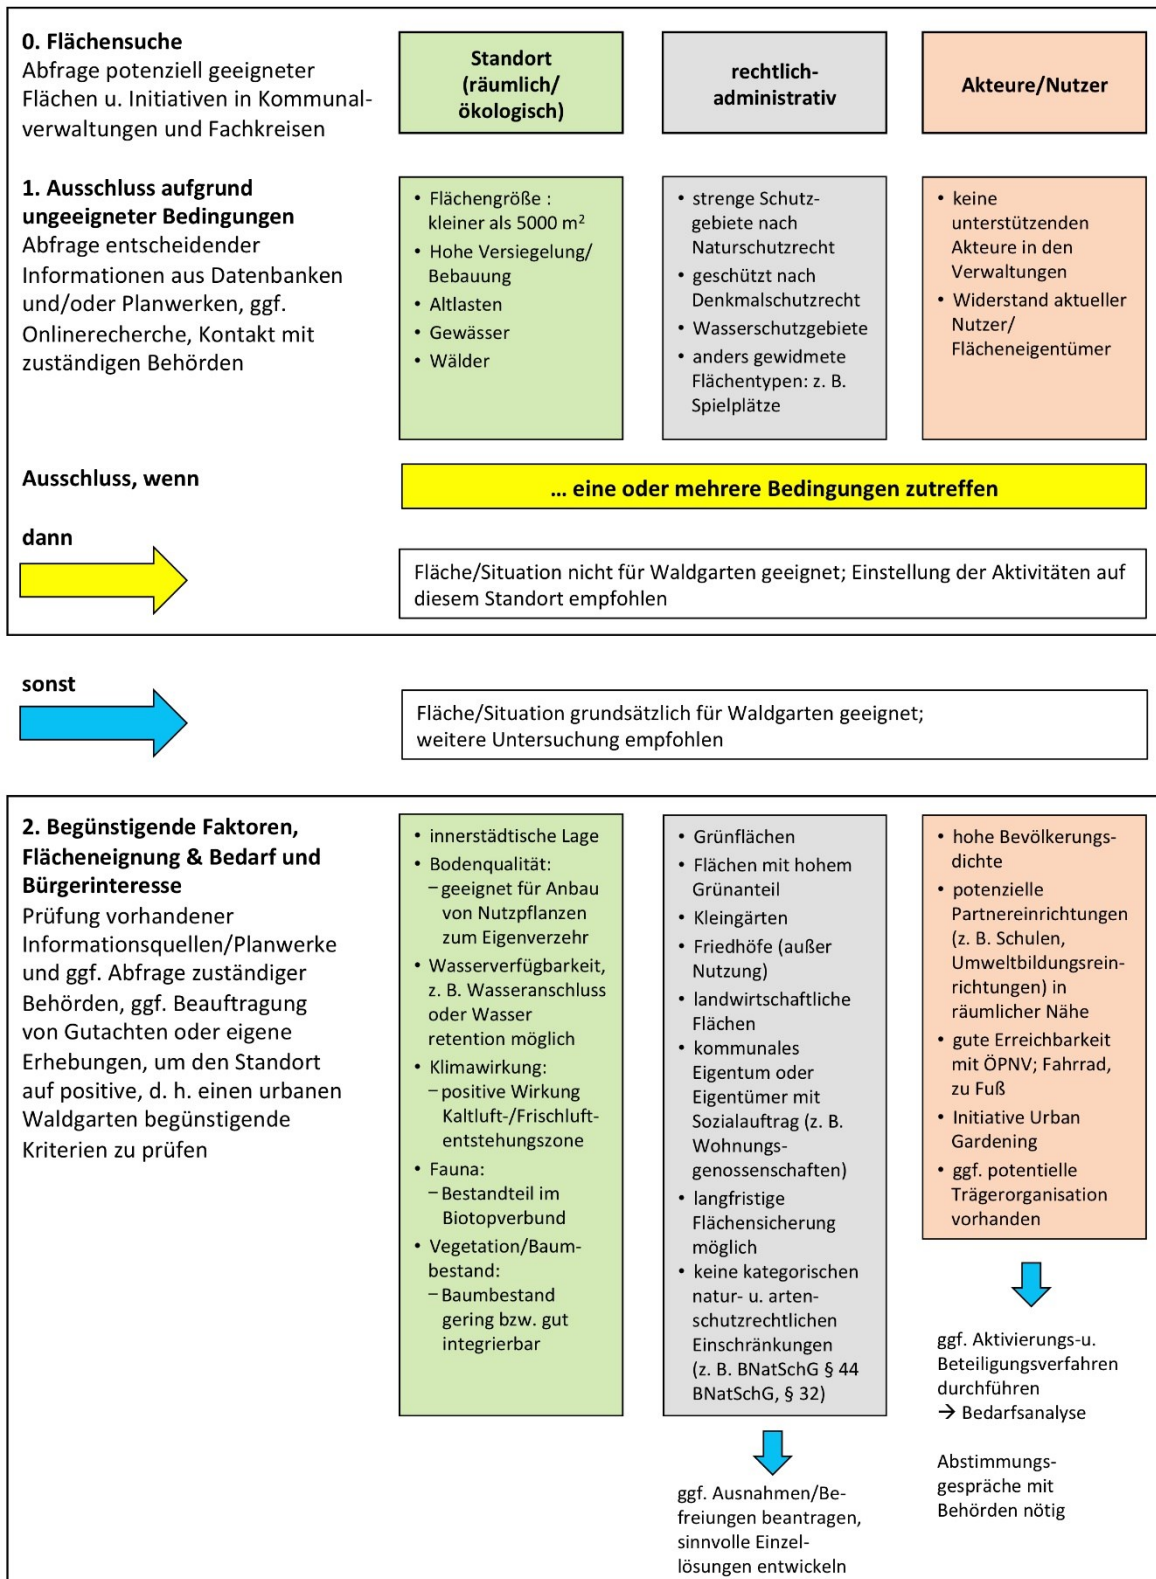 0. Flächensuche
Abfrage potenziell geeigneter
Flächen u. Initiativen in Kommunal-
verwaltungen und Fachkreisen
Standort
(räumlich/
ökologisch)
rechtlich-
administrativ
Akteure/Nutzer
1. Ausschluss aufgrund
ungeeigneter Bedingungen
Abfrage entscheidender
Informationen aus Datenbanken
und/oder Planwerken, ggf.
Onlinerecherche, Kontakt mit
zuständigen Behörden
• Flächengröße :
kleiner als 5000 m²
• Hohe Versiegelung/
Bebauung
• Altlasten
• Gewässer
• Wälder
• strenge Schutz-
gebiete nach
Naturschutzrecht
• geschützt nach
Denkmalschutzrecht
• Wasserschutzgebiete
• anders gewidmete
Flächentypen: z. B.
Spielplätze
• keine
unterstützenden
Akteure in den
Verwaltungen
• Widerstand aktueller
Nutzer/
Flächeneigentümer
Ausschluss, wenn
... eine oder mehrere Bedingungen zutreffen
dann
Fläche/Situation nicht für Waldgarten geeignet; Einstellung der Aktivitäten auf
diesem Standort empfohlen
sonst
Fläche/Situation grundsätzlich für Waldgarten geeignet;
weitere Untersuchung empfohlen
2. Begünstigende Faktoren,
Flächeneignung & Bedarf und
Bürgerinteresse
Prüfung vorhandener
Informationsquellen/Planwerke
und ggf. Abfrage zuständiger
Behörden, ggf. Beauftragung
von Gutachten oder eigene
Erhebungen, um den Standort
auf positive, d. h. einen urbanen
Waldgarten begünstigende
Kriterien zu prüfen
• innerstädtische Lage
• Bodenqualität:
– geeignet für Anbau
von Nutzpflanzen
zum Eigenverzehr
• Wasserverfügbarkeit,
z. B. Wasseranschluss
oder Wasser
retention möglich
• Klimawirkung:
– positive Wirkung
Kaltluft-/Frischluft-
entstehungszone
• Fauna:
– Bestandteil im
Biotopverbund
• Vegetation/Baum-
bestand:
– Baumbestand
gering bzw. gut
integrierbar
• Grünflächen
• Flächen mit hohem
Grünanteil
• Kleingärten
• Friedhöfe (außer
Nutzung)
• landwirtschaftliche
Flächen
• kommunales
Eigentum oder
Eigentümer mit
Sozialauftrag (z. B.
Wohnungs-
genossenschaften)
• langfristige
Flächensicherung
möglich
• keine kategorischen
natur- u. arten-
schutzrechtlichen
Einschränkungen
(z. B. BNatSchG § 44
BNatSchG, § 32)
ggf. Ausnahmen/Be-
freiungen beantragen,
sinnvolle Einzel-
lösungen entwickeln
• hohe Bevölkerungs-
dichte
• potenzielle
Partnereinrichtungen
(z. B. Schulen,
Umweltbildungsrein-
richtungen) in
räumlicher Nähe
• gute Erreichbarkeit
mit ÖPNV; Fahrrad,
zu Fuß
• Initiative Urban
Gardening
• ggf. potentielle
Trägerorganisation
vorhanden
ggf. Aktivierungs-u.
Beteiligungsverfahren
durchführen
→ Bedarfsanalyse
Abstimmungs-
gespräche mit
Behörden nötig